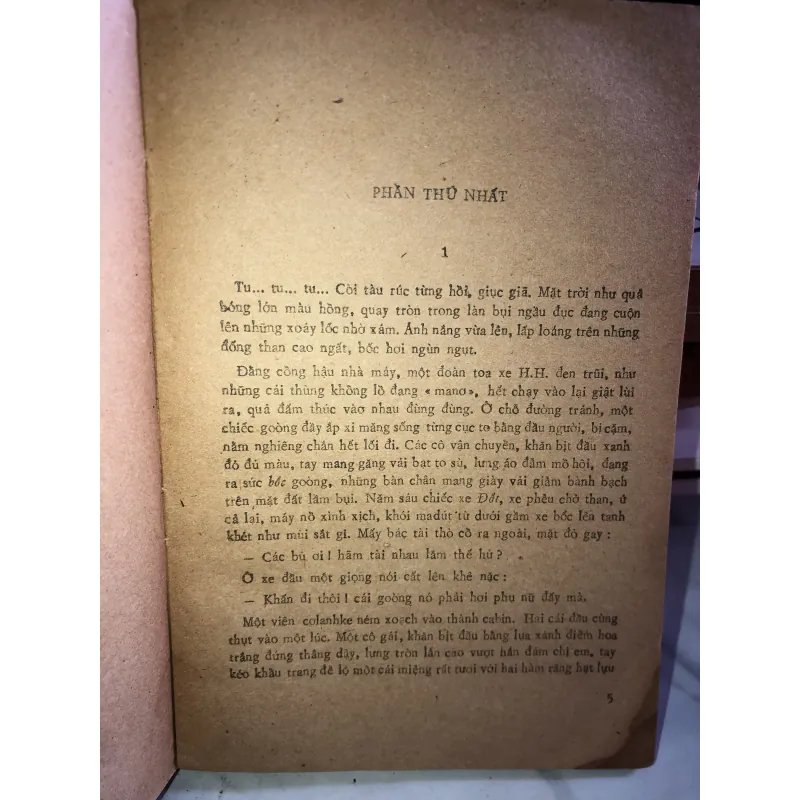 PHẦN THỨ NHẤT
1
Tu... tu... tu... Còi tàu rúc từng hồi, giục giã. Mặt trời như quả
bóng lớn màu hồng, quay tròn trong làn bụi ngầu đục đang cuộn
lên những xoáy lốc nhờ xám. Ánh nắng vừa lên, lấp loáng trên những
đống than cao ngất, bốc hơi ngùn ngụt.
Đằng cổng hậu nhà máy, một đoàn toa xe H.H. đen trũi, như
những cái thùng khổng lồ đang « manơ », hết chạy vào lại giật lùi
ra, quả đấm thúc vào nhau đùng đùng. Ở chỗ đường tránh, một
chiếc goòng đầy áp xi măng sống từng cục to bằng đầu người, bị cặm,
nằm nghiêng chắn hết lối đi. Các cô vận chuyển, khăn bịt đầu xanh
đỏ đủ màu, tay mang găng vải bạt to sù, lưng áo đẫm mồ hôi, đang
ra sức bốc goòng, những bàn chân mang giày vải giẫm bành bạch
trên mặt đất lầm bụi. Năm sáu chiếc xe Đốt, xe phễu chở than, ứ
cả lại, máy nổ xình xịch, khói madút từ dưới gầm xe bốc lên tanh
khét như mùi sắt gỉ. Mấy bác tài thò cổ ra ngoài, mặt đỏ gay :
— Các bủ ơi ! hãm tài nhau lắm thế hử ?
Ở xe đầu một giọng nói cất lên khê nặc :
— Khấn đi thôi ! cái goòng nó phải hơi phụ nữ đấy mà.
Một viên colanhke ném xoạch vào thành cabin. Hai cái đầu cùng
thụt vào một lúc. Một cô gái, khăn bịt đầu bằng lụa xanh điểm hoa
trắng đứng thẳng dậy, lưng tròn lẳn cao vượt hẳn đám chị em, tay
kéo khẩu trang để lộ một cái miệng rất tươi với hai hàm răng hạt lựu
5